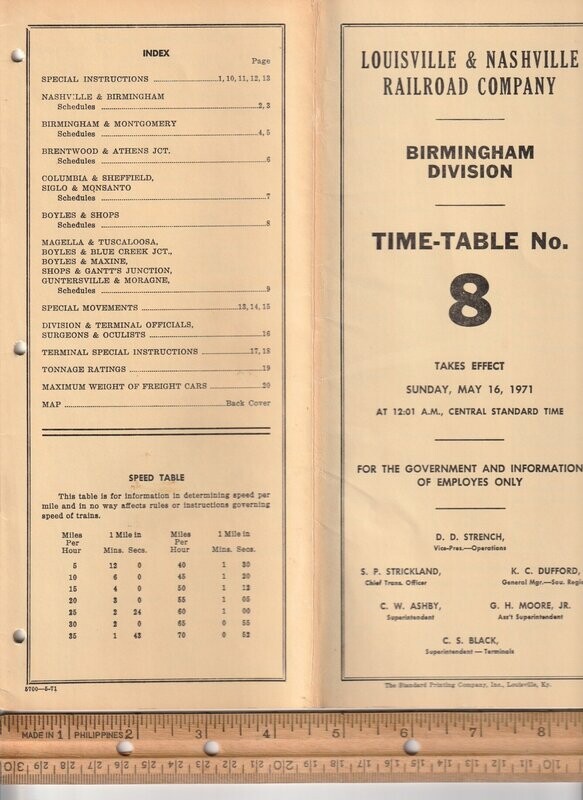 INDEX
Page
SPECIAL INSTRUCTIONS 1, 10, 11, 12, 13
NASHVILLE & BIRMINGHAM
Schedules 2, 3
BIRMINGHAM & MONTGOMERY
Schedules 4, 5
BRENTWOOD & ATHENS JCT.
Schedules 6
COLUMBIA & SHEFFIELD,
SIGLO & MONSANTO
Schedules 7
BOYLES & SHOPS
Schedules 8
MAGELLA & TUSCALOOSA,
BOYLES & BLUE CREEK JCT.,
BOYLES & MAXINE,
SHOPS & GANTT'S JUNCTION,
GUNTERSVILLE & MORAGNE,
Schedules 9
SPECIAL MOVEMENTS 13, 14, 15
DIVISION & TERMINAL OFFICIALS,
SURGEONS & OCULISTS 16
TERMINAL SPECIAL INSTRUCTIONS 17, 18
TONNAGE RATINGS 19
MAXIMUM WEIGHT OF FREIGHT CARS 20
MAP Back Cover
SPEED TABLE
This table is for information in determining speed per
mile and in no way affects rules or instructions governing
speed of trains.
Miles Per Hour 1 Mile in Mins. Secs. Miles Per Hour 1 Mile in Mins. Secs.
5 12 0 40 1 30
10 6 0 45 1 20
15 4 0 50 1 12
20 3 0 55 1 05
25 2 24 60 1 00
30 2 0 65 0 55
35 1 43 70 0 52
5700—5-71
LOUISVILLE & NASHVILLE
RAILROAD COMPANY
BIRMINGHAM
DIVISION
TIME-TABLE No.
8
TAKES EFFECT
SUNDAY, MAY 16, 1971
AT 12:01 A.M., CENTRAL STANDARD TIME
FOR THE GOVERNMENT AND INFORMATION
OF EMPLOYES ONLY
D. D. STRENCH,
Vice-Pres.—Operations
S. P. STRICKLAND,
Chief Trans. Officer
K. C. DUFFORD,
General Mgr.—Sou. Regio
C. W. ASHBY,
Superintendent
G. H. MOORE, JR.
Ass't Superintendent
C. S. BLACK,
Superintendent — Terminals
The Standard Printing Company, Inc., Louisville, Ky.
MADE IN 1 PHILIPPINES 2 3 4 5 6 7 8